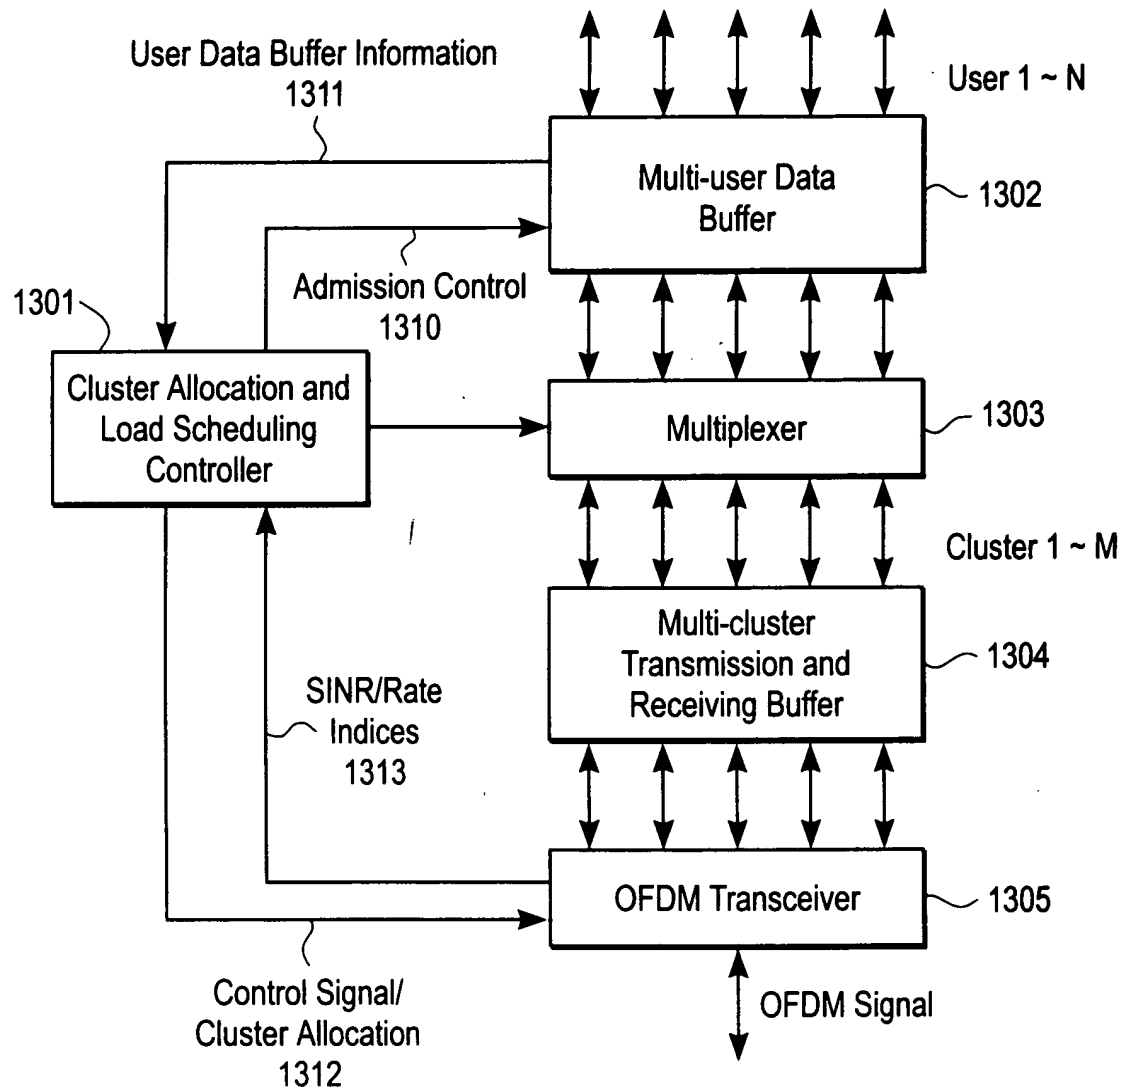 User Data Buffer Information
1311
User 1 ~ N
Multi-user Data
Buffer
1302
Admission Control
1310
1301
Cluster Allocation and
Load Scheduling
Controller
Multiplexer
1303
Cluster 1 ~ M
Multi-cluster
Transmission and
Receiving Buffer
1304
SINR/Rate
Indices
1313
OFDM Transceiver
1305
Control Signal/
Cluster Allocation
1312
OFDM Signal